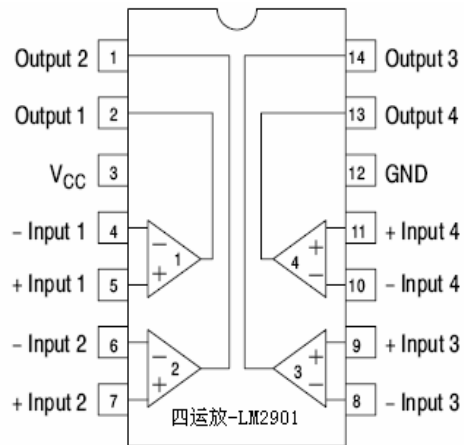 Output 2 1
14 Output 3
Output 1 2
13 Output 4
VCC 3
12 GND
− Input 1 4
11 + Input 4
+ Input 1 5
10 − Input 4
− + 1
+ − 4
− Input 2 6
9 + Input 3
+ Input 2 7
8 − Input 3
− + 2
+ − 3
四运放-LM2901